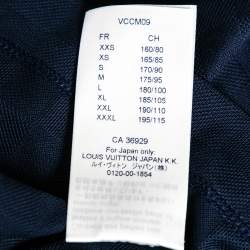 VCCM09
FR CH
XXS 160/80
XS 165/85
S 170/90
M 175/95
L 180/100
XL 185/105
XXL 190/110
XXXL 195/115
CA 36929
For Japan only:
LOUIS VUITTON JAPAN K.K.
ルイ・ヴィトン ジャパン(株)
0120-00-1854